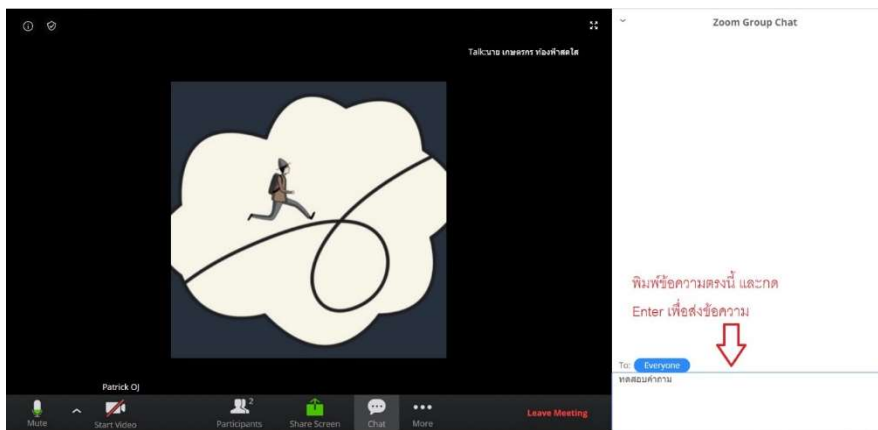 Zoom Group Chat
Talk:นาย เกษตรกร ท่องฟ้าสดใส
พิมพ์ข้อความตรงนี้ และกด
Enter เพื่อส่งข้อความ
To: Everyone
ทดสอบคำถาม
Patrick OJ
Mute
Start Video
Participants
2
Share Screen
Chat
More
Leave Meeting